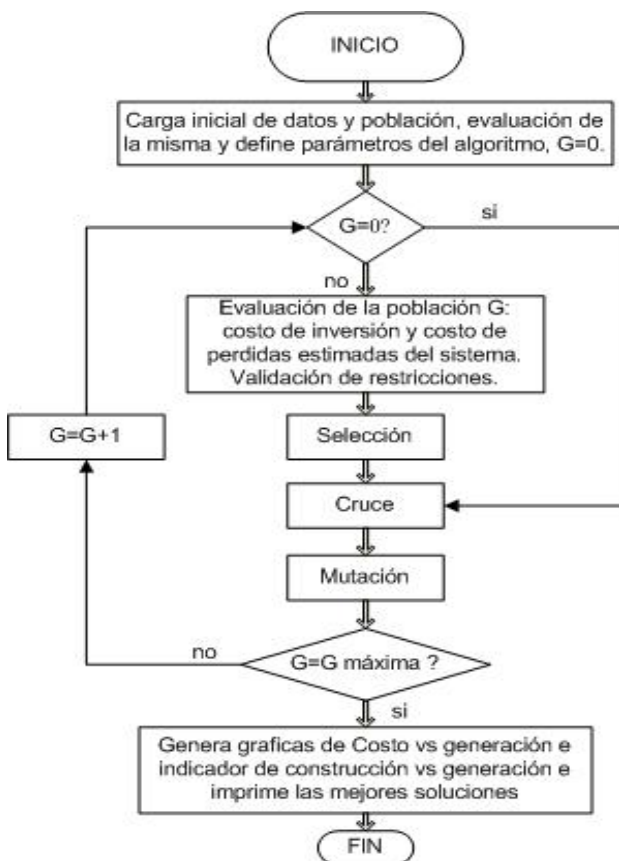 INICIO
Carga inicial de datos y población, evaluación de
la misma y define parámetros del algoritmo, G=0.
G=0?
si
no
Evaluación de la población G:
costo de inversión y costo de
perdidas estimadas del sistema.
Validación de restricciones.
G=G+1
Selección
Cruce
Mutación
no
G=G máxima ?
si
Genera graficas de Costo vs generación e
indicador de construcción vs generación e
imprime las mejores soluciones
FIN